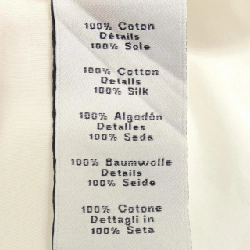 100% Coton
Détails
100% Soie
100% Cotton
Details
100% Silk
100% Algodón
Detalles
100% Seda
100% Baumwolle
Details
100% Seide
100% Cotone
Dettagli in
100% Seta